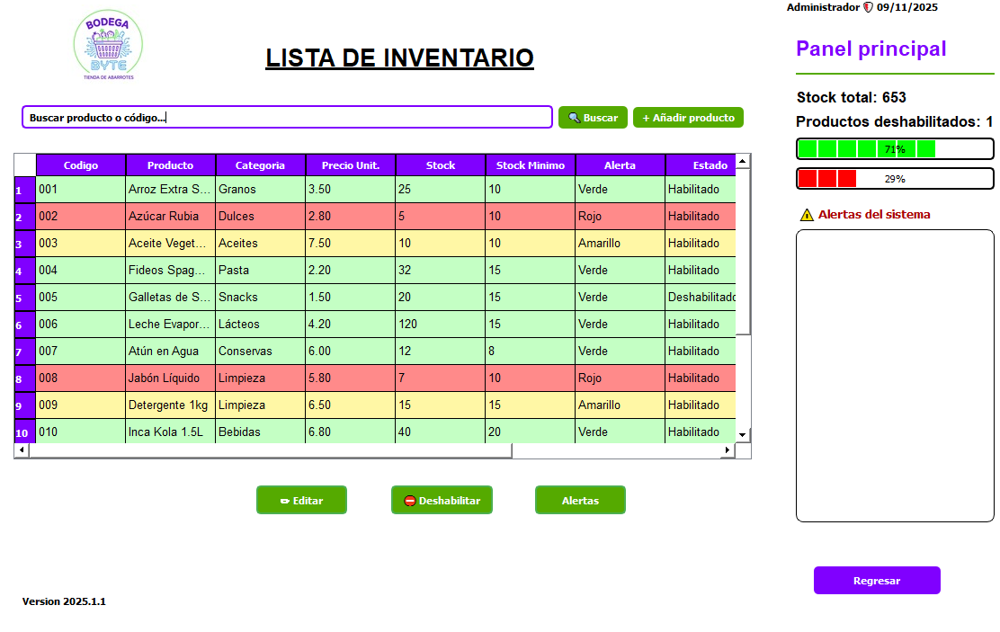 Administrador 09/11/2025
BODEGA
BYTE
TIENDA DE ABARROTES
LISTA DE INVENTARIO
Panel principal
Stock total: 653
Productos deshabilitados: 1
71%
29%
Buscar producto o código...
Buscar
+ Añadir producto
Codigo Producto Categoria Precio Unit. Stock Stock Minimo Alerta Estado
1 001 Arroz Extra S... Granos 3.50 25 10 Verde Habilitado
2 002 Azúcar Rubia Dulces 2.80 5 10 Rojo Habilitado
3 003 Aceite Veget... Aceites 7.50 10 10 Amarillo Habilitado
4 004 Fideos Spag... Pasta 2.20 32 15 Verde Habilitado
5 005 Galletas de S... Snacks 1.50 20 15 Verde Deshabilitado
6 006 Leche Evapor... Lácteos 4.20 120 15 Verde Habilitado
7 007 Atún en Agua Conservas 6.00 12 8 Verde Habilitado
8 008 Jabón Líquido Limpieza 5.80 7 10 Rojo Habilitado
9 009 Detergente 1kg Limpieza 6.50 15 15 Amarillo Habilitado
10 010 Inca Kola 1.5L Bebidas 6.80 40 20 Verde Habilitado
Alertas del sistema
Editar
Deshabilitar
Alertas
Regresar
Version 2025.1.1